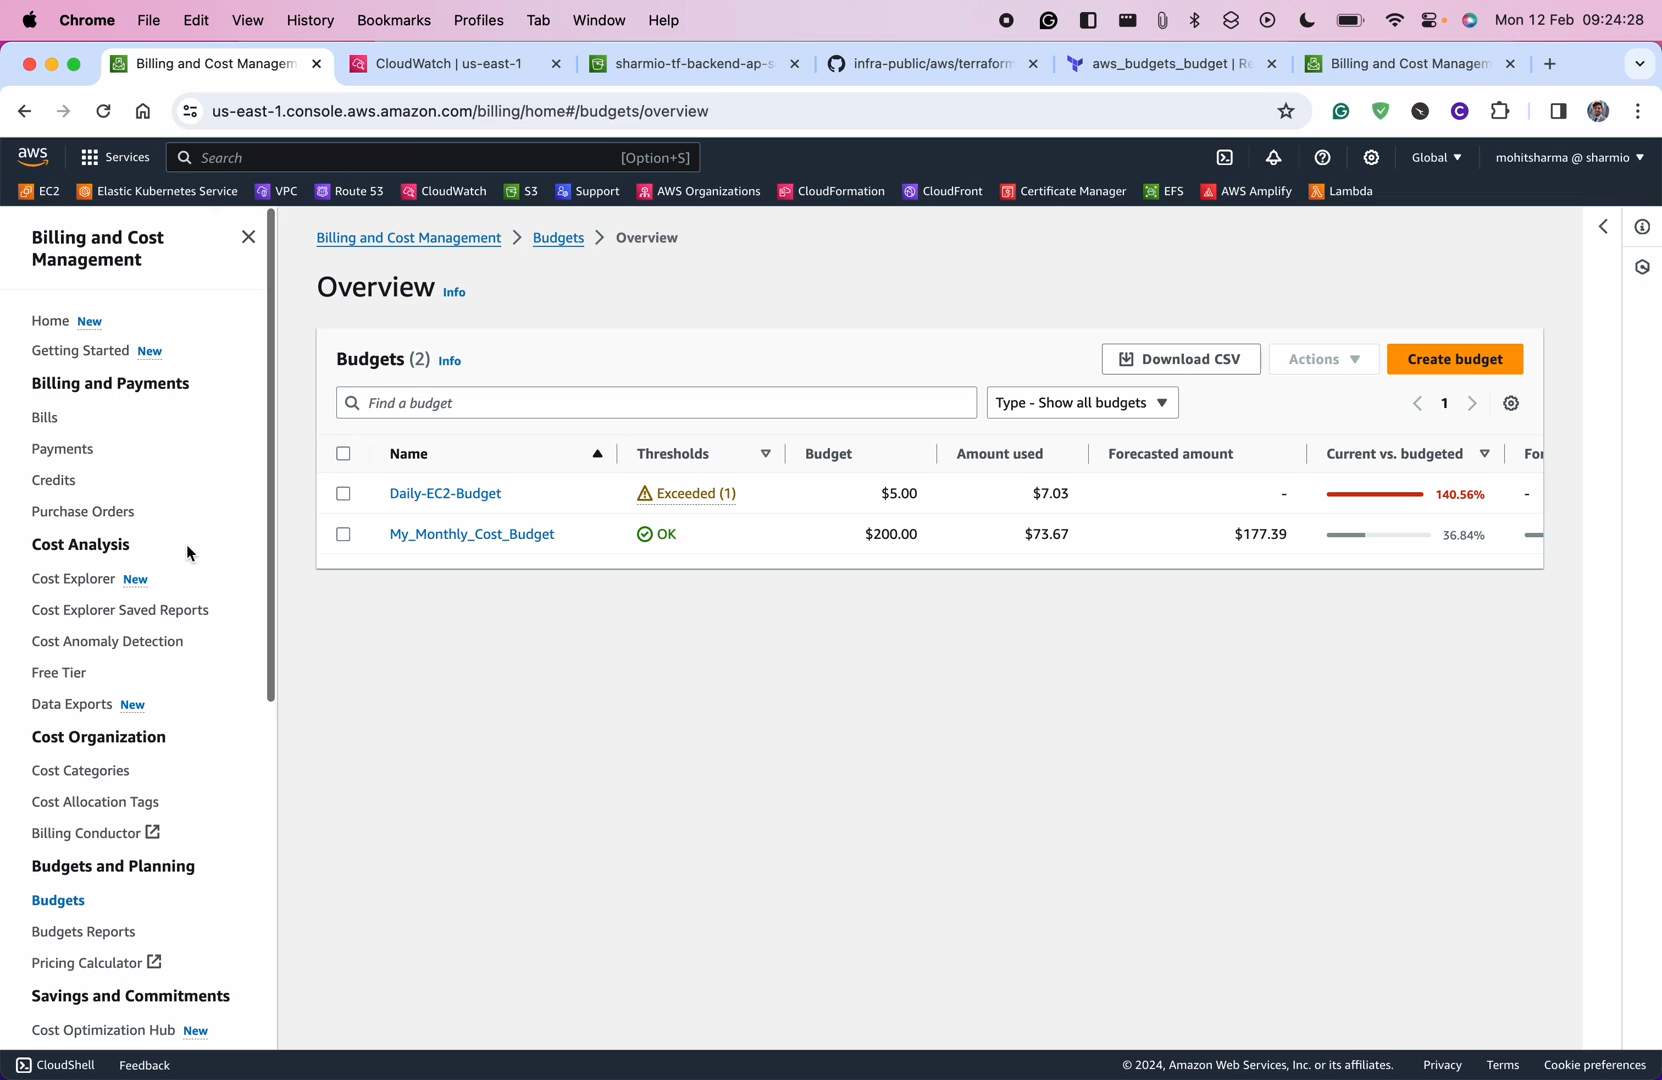 Chrome File Edit View History Bookmarks Profiles Tab Window Help Mon 12 Feb 09:24:28
Billing and Cost Managem CloudWatch | us-east-1 sharmio-tf-backend-ap-s infra-public/aws/terraform aws_budgets_budget | Re Billing and Cost Managem
us-east-1.console.aws.amazon.com/billing/home#/budgets/overview
aws Services Search [Option+S] Global mohitsharma @ sharmio
EC2 Elastic Kubernetes Service VPC Route 53 CloudWatch S3 Support AWS Organizations CloudFormation CloudFront Certificate Manager EFS AWS Amplify Lambda
Billing and Cost
Management
Home New
Getting Started New
Billing and Payments
Bills
Payments
Credits
Purchase Orders
Cost Analysis
Cost Explorer New
Cost Explorer Saved Reports
Cost Anomaly Detection
Free Tier
Data Exports New
Cost Organization
Cost Categories
Cost Allocation Tags
Billing Conductor
Budgets and Planning
Budgets
Budgets Reports
Pricing Calculator
Savings and Commitments
Cost Optimization Hub New
Billing and Cost Management > Budgets > Overview
Overview Info
Budgets (2) Info Download CSV Actions Create budget
Find a budget Type - Show all budgets 1
Name Thresholds Budget Amount used Forecasted amount Current vs. budgeted For
Daily-EC2-Budget Exceeded (1) $5.00 $7.03 - 140.56% -
My_Monthly_Cost_Budget OK $200.00 $73.67 $177.39 36.84%
CloudShell Feedback © 2024, Amazon Web Services, Inc. or its affiliates. Privacy Terms Cookie preferences